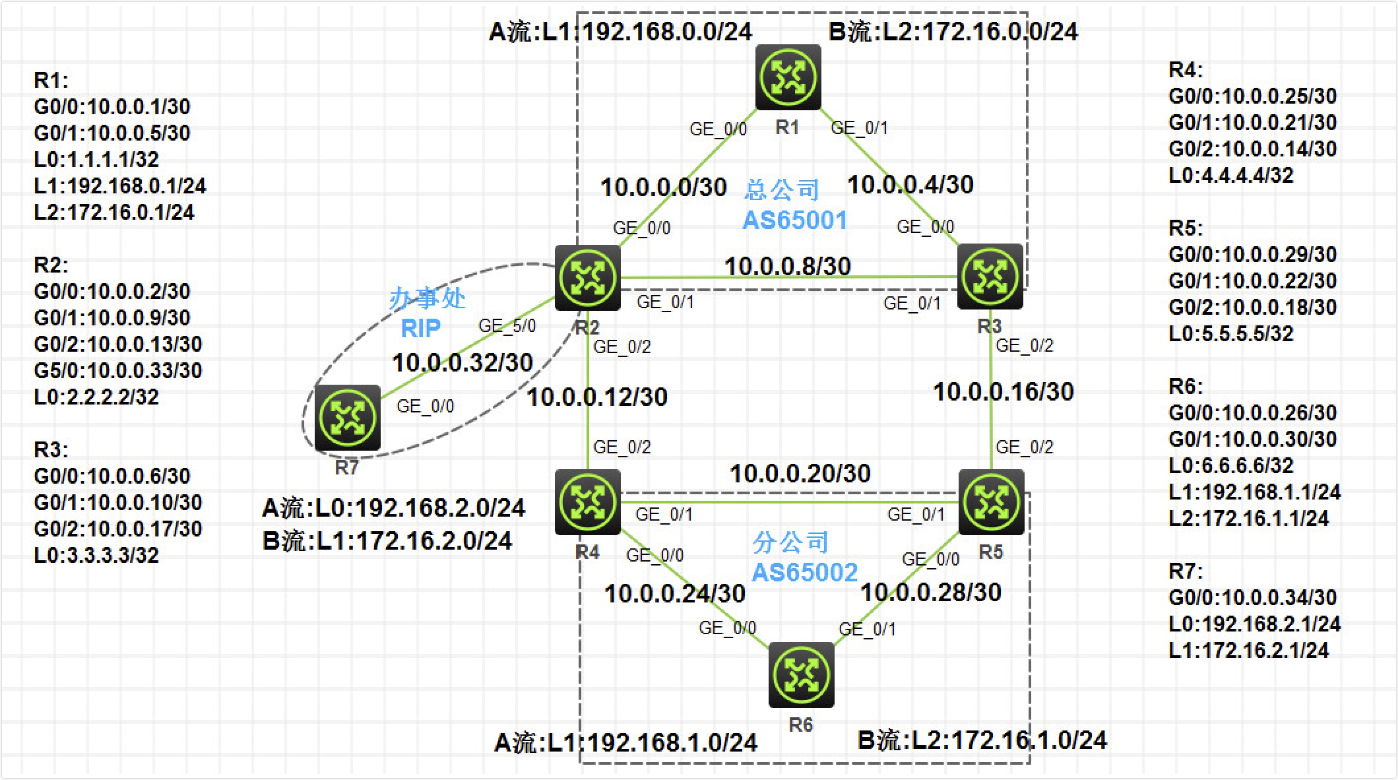 A流:L1:192.168.0.0/24
B流:L2:172.16.0.0/24
R1:
G0/0:10.0.0.1/30
G0/1:10.0.0.5/30
L0:1.1.1.1/32
L1:192.168.0.1/24
L2:172.16.0.1/24
R2:
G0/0:10.0.0.2/30
G0/1:10.0.0.9/30
G0/2:10.0.0.13/30
G5/0:10.0.0.33/30
L0:2.2.2.2/32
R3:
G0/0:10.0.0.6/30
G0/1:10.0.0.10/30
G0/2:10.0.0.17/30
L0:3.3.3.3/32
R1
GE_0/0
GE_0/1
10.0.0.0/30
总公司
AS65001
10.0.0.4/30
GE_0/0
GE_0/0
10.0.0.8/30
GE_0/1
GE_0/1
R2
R3
办事处
RIP
GE_5/0
10.0.0.32/30
GE_0/0
R7
GE_0/2
GE_0/2
10.0.0.12/30
10.0.0.16/30
GE_0/2
GE_0/2
10.0.0.20/30
A流:L0:192.168.2.0/24
B流:L1:172.16.2.0/24
GE_0/1
GE_0/1
R4
R5
分公司
AS65002
GE_0/0
GE_0/0
10.0.0.24/30
10.0.0.28/30
GE_0/0
GE_0/1
R6
A流:L1:192.168.1.0/24
B流:L2:172.16.1.0/24
R4:
G0/0:10.0.0.25/30
G0/1:10.0.0.21/30
G0/2:10.0.0.14/30
L0:4.4.4.4/32
R5:
G0/0:10.0.0.29/30
G0/1:10.0.0.22/30
G0/2:10.0.0.18/30
L0:5.5.5.5/32
R6:
G0/0:10.0.0.26/30
G0/1:10.0.0.30/30
L0:6.6.6.6/32
L1:192.168.1.1/24
L2:172.16.1.1/24
R7:
G0/0:10.0.0.34/30
L0:192.168.2.1/24
L1:172.16.2.1/24